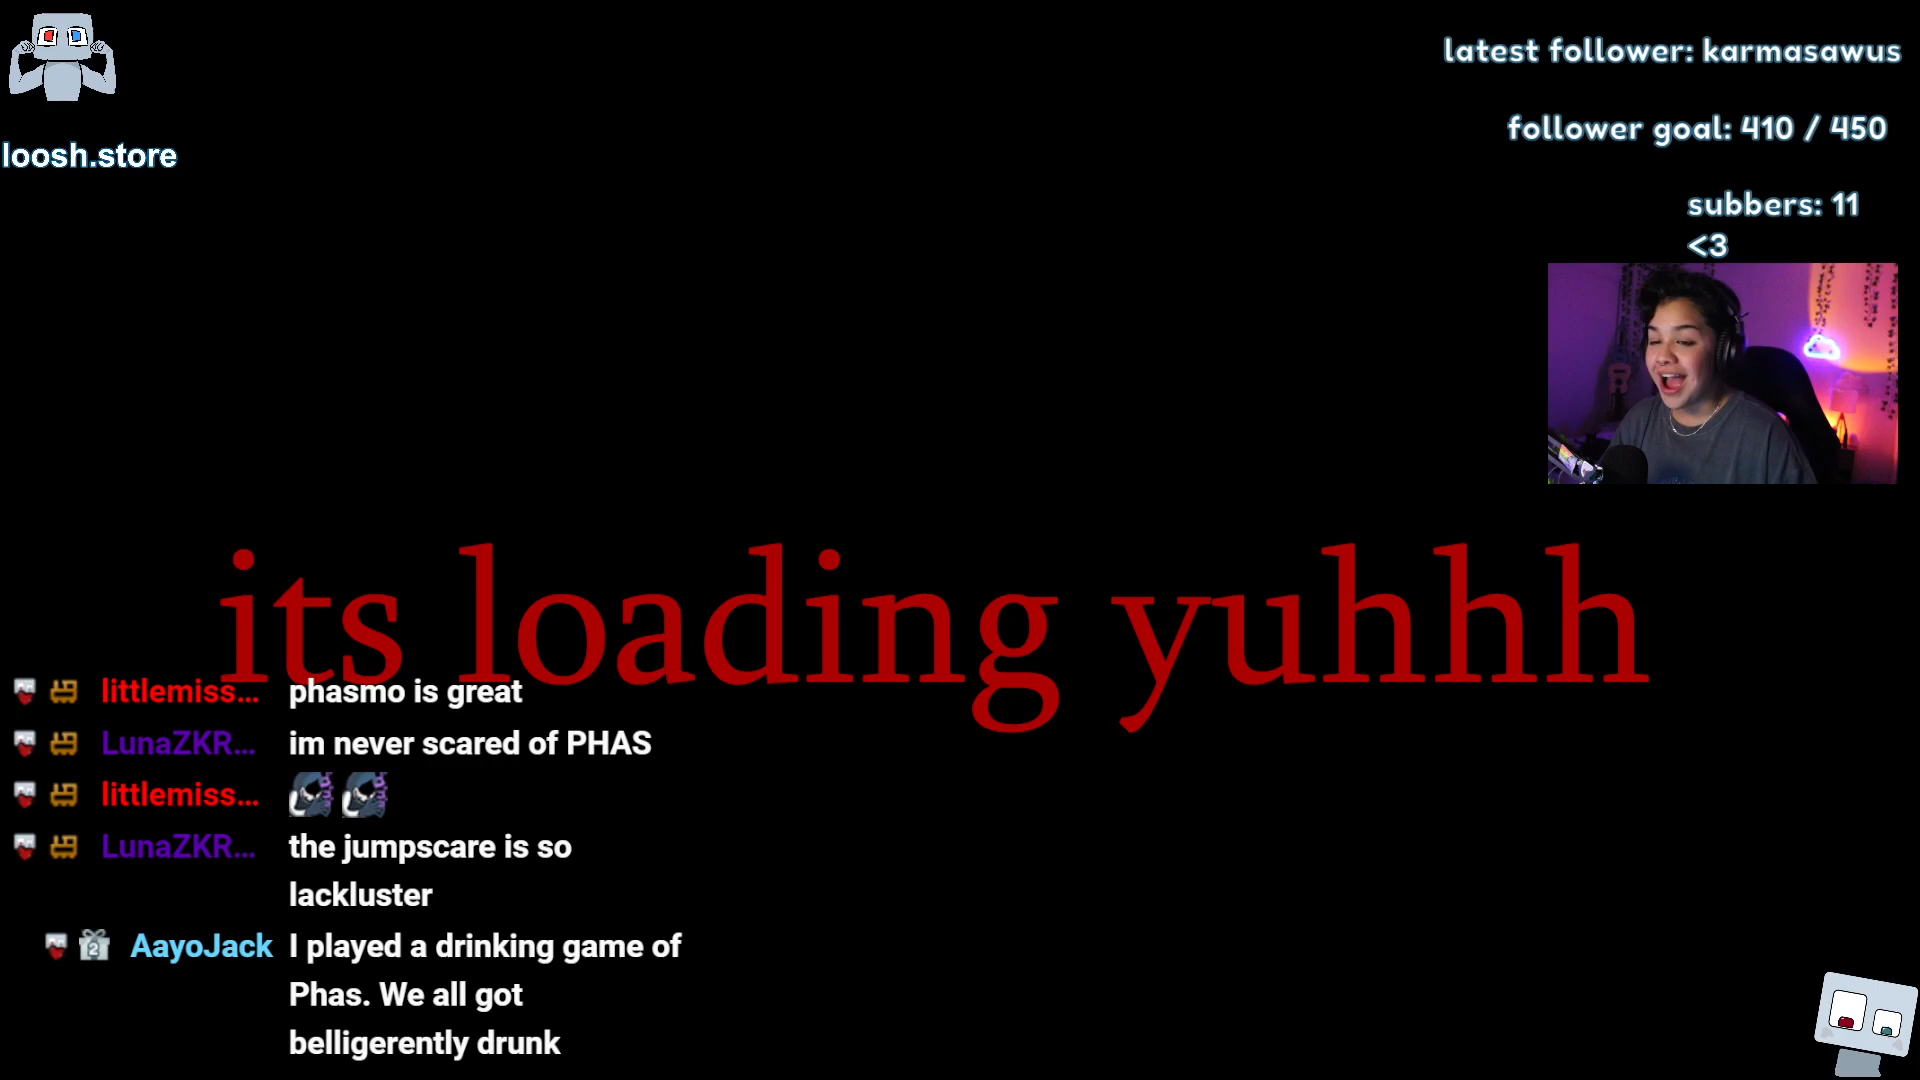 latest follower: karmasawus
follower goal: 410 / 450
subbers: 11
<3
loosh.store
its loading yuhhh
littlemiss... phasmo is great
LunaZKR... im never scared of PHAS
littlemiss...
LunaZKR... the jumpscare is so
lackluster
2 AayoJack I played a drinking game of
Phas. We all got
belligerently drunk